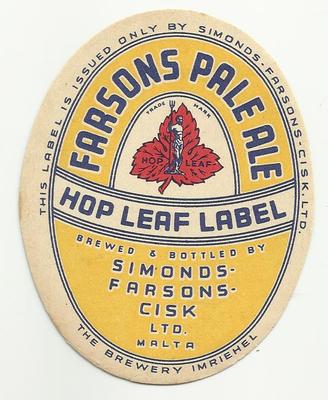 THIS LABEL IS ISSUED ONLY BY SIMONDS-FARSONS-CISK-LTD.
FARSONS PALE ALE
TRADE MARK
HOP LEAF
HOP LEAF LABEL
BREWED & BOTTLED BY
SIMONDS-
FARSONS-
CISK
LTD.
MALTA
THE BREWERY IMRIEHEL